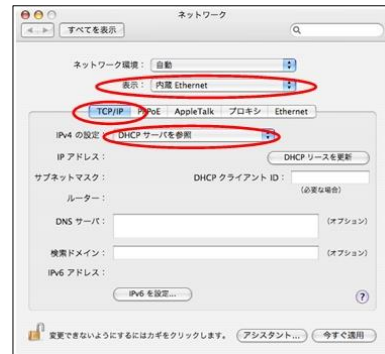 ネットワーク
すべてを表示
ネットワーク環境： 自動
表示： 内蔵 Ethernet
TCP/IP PPPoE AppleTalk プロキシ Ethernet
IPv4 の設定： DHCP サーバを参照
IP アドレス： DHCP リースを更新
サブネットマスク： DHCP クライアント ID：
（必要な場合）
ルーター：
DNS サーバ： （オプション）
検索ドメイン： （オプション）
IPv6 アドレス：
IPv6 を設定...
?
変更できないようにするにはカギをクリックします。 アシスタント... 今すぐ適用